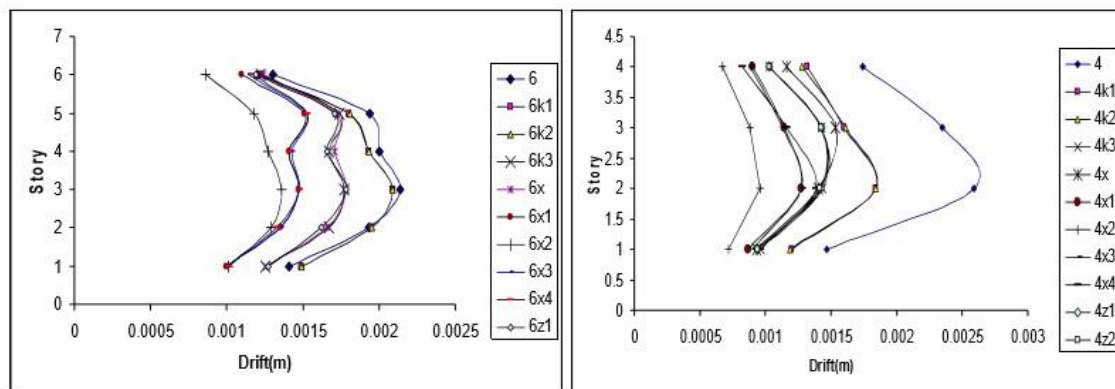 7
6
5
4
3
2
1
0
Story
0 0.0005 0.001 0.0015 0.002 0.0025
Drift(m)
6
6k1
6k2
6k3
6x
6x1
6x2
6x3
6x4
6z1
4.5
4
3.5
3
2.5
2
1.5
1
0.5
0
Story
0 0.0005 0.001 0.0015 0.002 0.0025 0.003
Drift(m)
4
4k1
4k2
4k3
4x
4x1
4x2
4x3
4x4
4z1
4z2